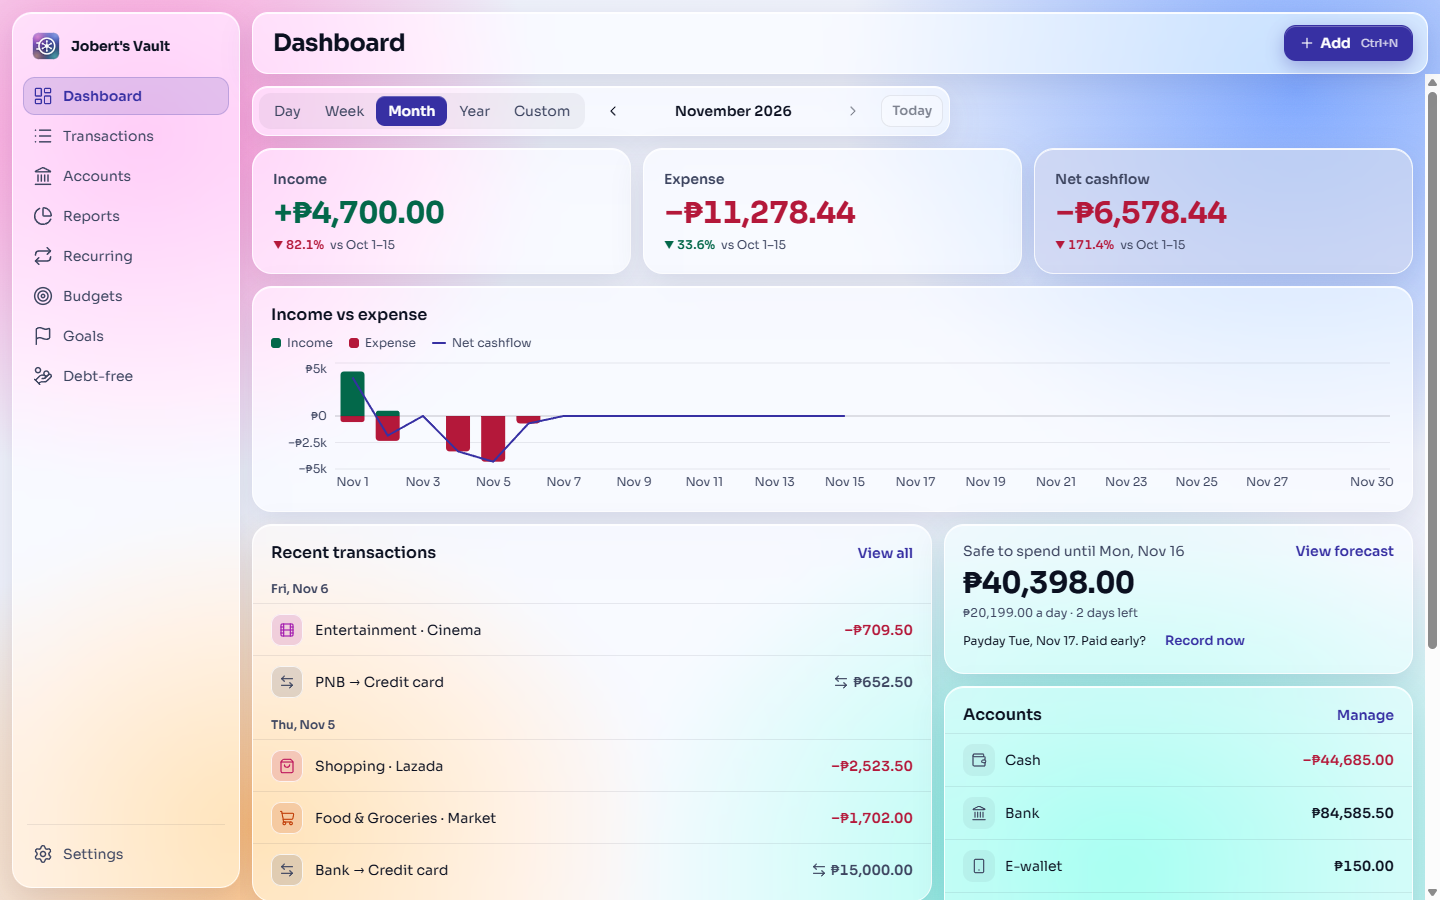 Jobert's Vault
Dashboard
Transactions
Accounts
Reports
Recurring
Budgets
Goals
Debt-free
Settings
Dashboard
+ Add Ctrl+N
Day Week Month Year Custom
November 2026
Today
Income
+₱4,700.00
▼ 82.1% vs Oct 1–15
Expense
−₱11,278.44
▼ 33.6% vs Oct 1–15
Net cashflow
−₱6,578.44
▼ 171.4% vs Oct 1–15
Income vs expense
Income Expense Net cashflow
₱5k
₱0
−₱2.5k
−₱5k
Nov 1 Nov 3 Nov 5 Nov 7 Nov 9 Nov 11 Nov 13 Nov 15 Nov 17 Nov 19 Nov 21 Nov 23 Nov 25 Nov 27 Nov 30
Recent transactions View all
Fri, Nov 6
Entertainment · Cinema −₱709.50
PNB → Credit card ⇆ ₱652.50
Thu, Nov 5
Shopping · Lazada −₱2,523.50
Food & Groceries · Market −₱1,702.00
Bank → Credit card ⇆ ₱15,000.00
Safe to spend until Mon, Nov 16 View forecast
₱40,398.00
₱20,199.00 a day · 2 days left
Payday Tue, Nov 17. Paid early? Record now
Accounts Manage
Cash −₱44,685.00
Bank ₱84,585.50
E-wallet ₱150.00